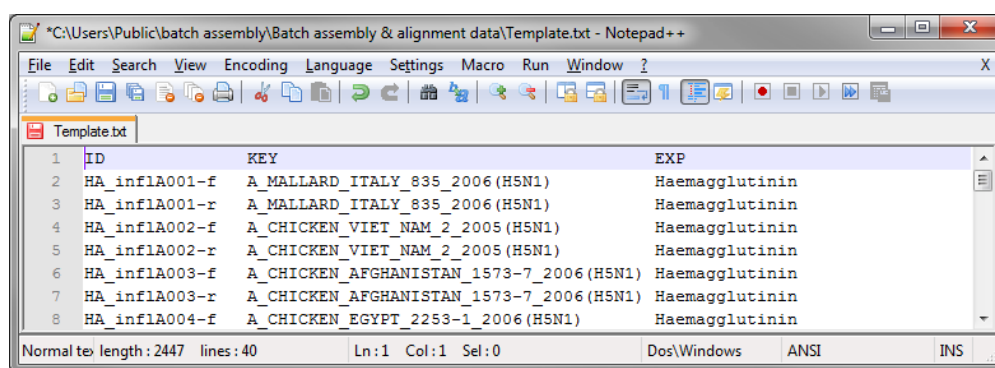 *C:\Users\Public\batch assembly\Batch assembly & alignment data\Template.txt - Notepad++
File Edit Search View Encoding Language Settings Macro Run Window ? X
Template.txt
1 ID KEY EXP
2 HA_inflA001-f A_MALLARD_ITALY_835_2006(H5N1) Haemagglutinin
3 HA_inflA001-r A_MALLARD_ITALY_835_2006(H5N1) Haemagglutinin
4 HA_inflA002-f A_CHICKEN_VIET_NAM_2_2005(H5N1) Haemagglutinin
5 HA_inflA002-r A_CHICKEN_VIET_NAM_2_2005(H5N1) Haemagglutinin
6 HA_inflA003-f A_CHICKEN_AFGHANISTAN_1573-7_2006(H5N1) Haemagglutinin
7 HA_inflA003-r A_CHICKEN_AFGHANISTAN_1573-7_2006(H5N1) Haemagglutinin
8 HA_inflA004-f A_CHICKEN_EGYPT_2253-1_2006(H5N1) Haemagglutinin
Normal tex length : 2447 lines : 40 Ln : 1 Col : 1 Sel : 0 Dos\Windows ANSI INS